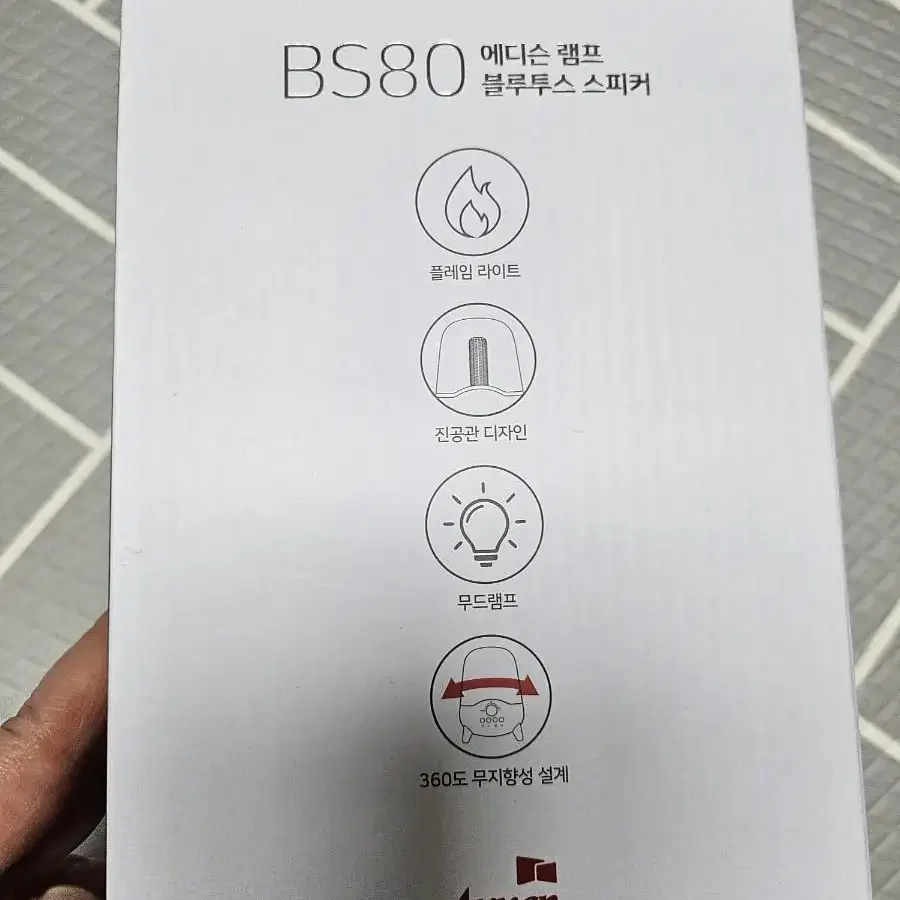 BS80 에디슨 램프
블루투스 스피커
플레임 라이트
진공관 디자인
무드램프
360도 무지향성 설계